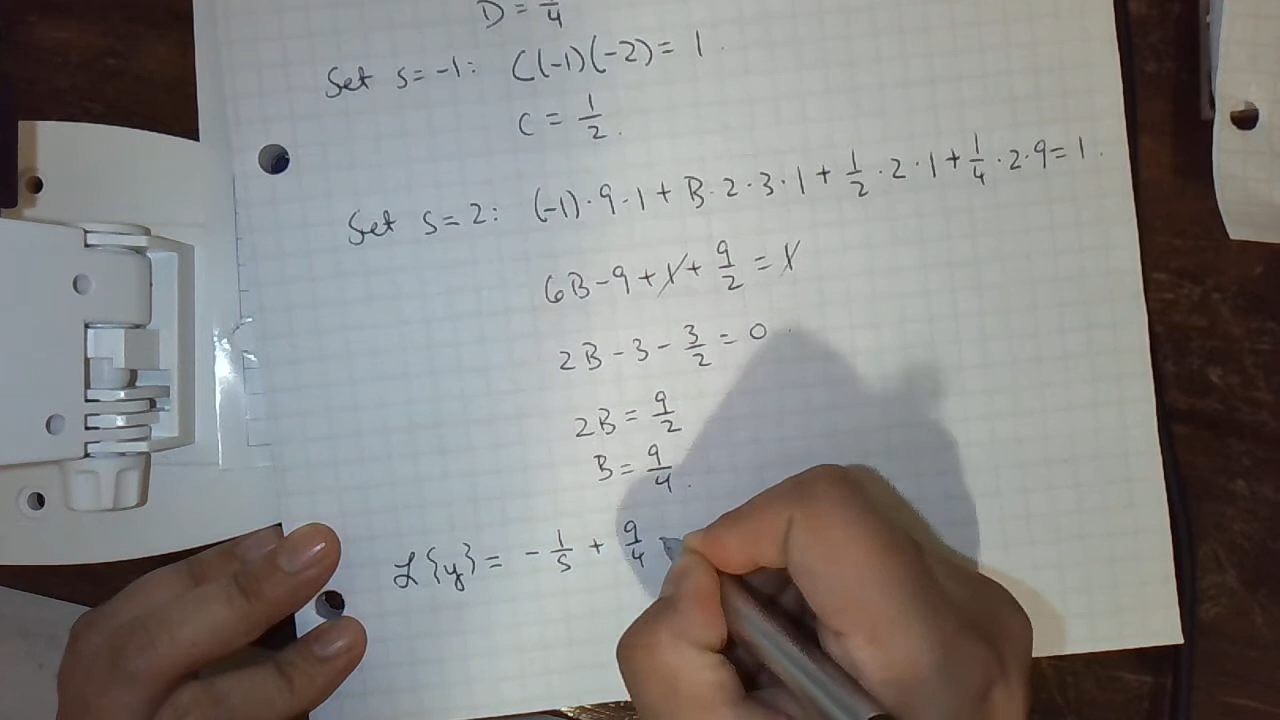 D = 1/4
Set s = -1: C(-1)(-2) = 1.
C = 1/2.
Set s = 2: (-1)·9·1 + B·2·3·1 + 1/2·2·1 + 1/4·2·9 = 1.
6B - 9 + 1 + 9/2 = 1
2B - 3 - 3/2 = 0.
2B = 9/2
B = 9/4.
ℒ{y} = - 1/s + 9/4